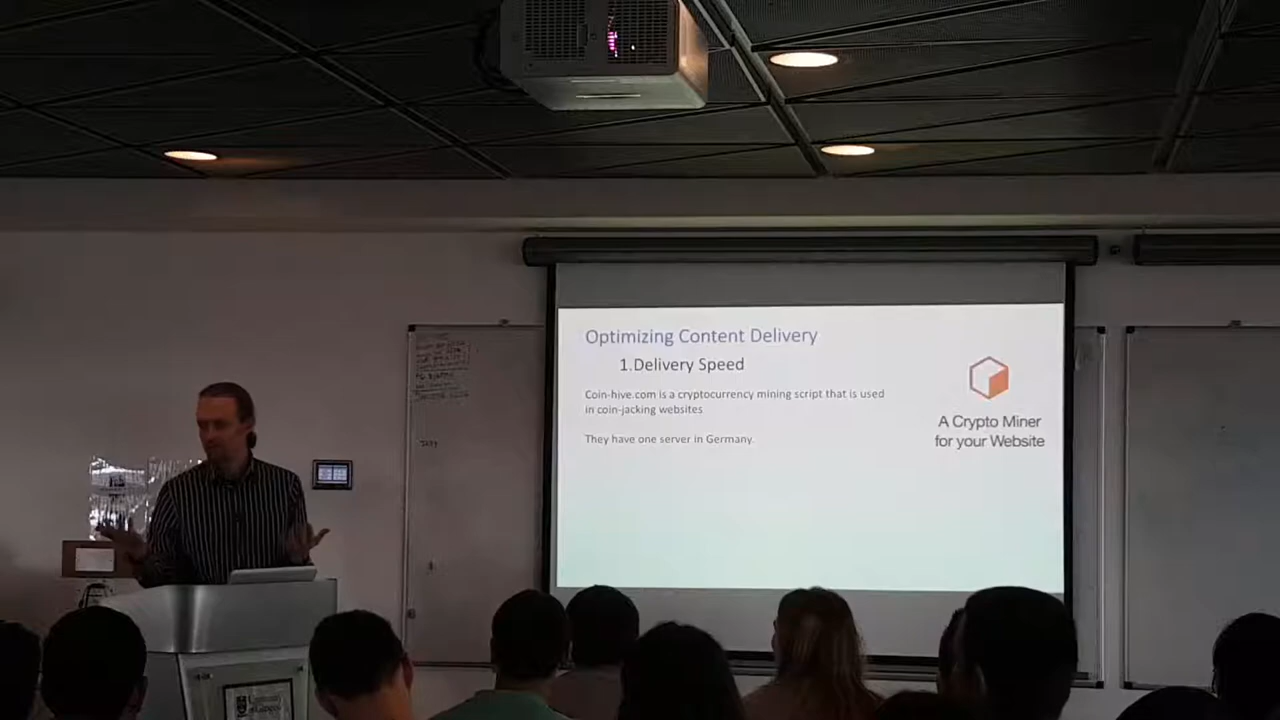 Optimizing Content Delivery
1.Delivery Speed
Coin-hive.com is a cryptocurrency mining script that is used
in coin-jacking websites
They have one server in Germany.
A Crypto Miner
for your Website